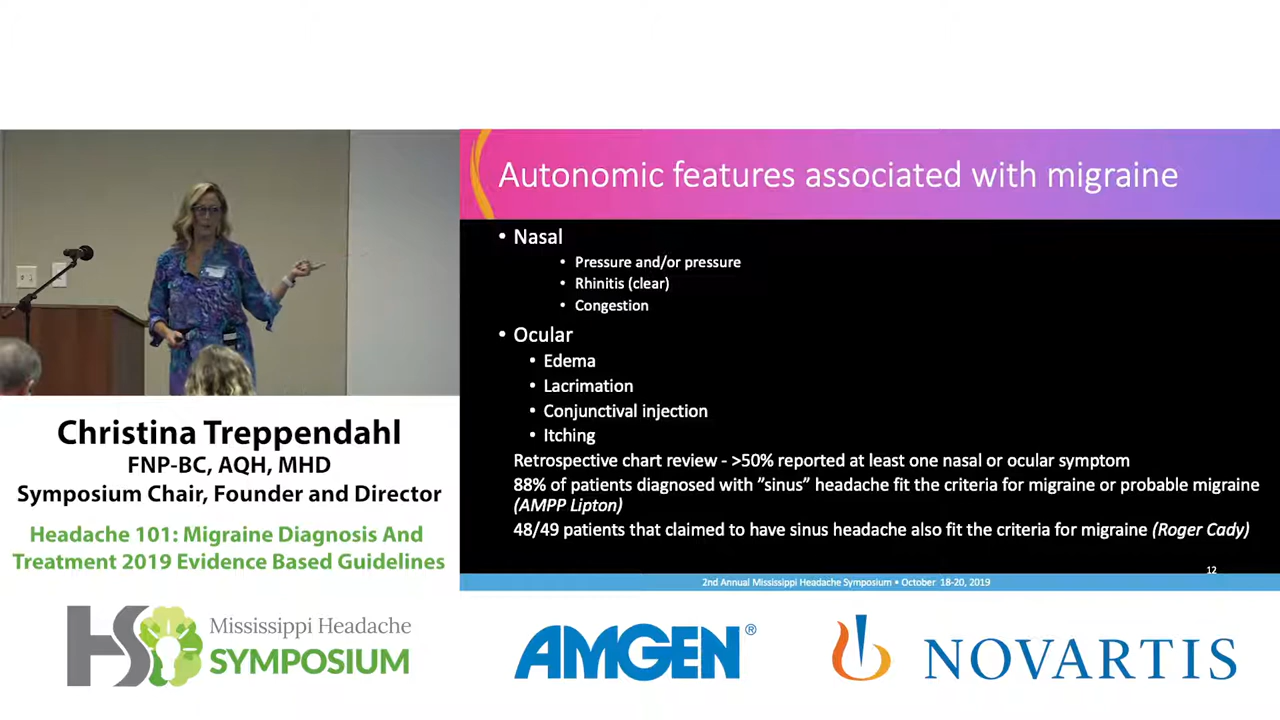 Autonomic features associated with migraine
• Nasal
• Pressure and/or pressure
• Rhinitis (clear)
• Congestion
• Ocular
• Edema
• Lacrimation
• Conjunctival injection
• Itching
Retrospective chart review - >50% reported at least one nasal or ocular symptom
88% of patients diagnosed with ”sinus” headache fit the criteria for migraine or probable migraine
(AMPP Lipton)
48/49 patients that claimed to have sinus headache also fit the criteria for migraine (Roger Cady)
12
2nd Annual Mississippi Headache Symposium • October 18-20, 2019
Christina Treppendahl
FNP-BC, AQH, MHD
Symposium Chair, Founder and Director
Headache 101: Migraine Diagnosis And
Treatment 2019 Evidence Based Guidelines
HS
Mississippi Headache
SYMPOSIUM
AMGEN®
NOVARTIS